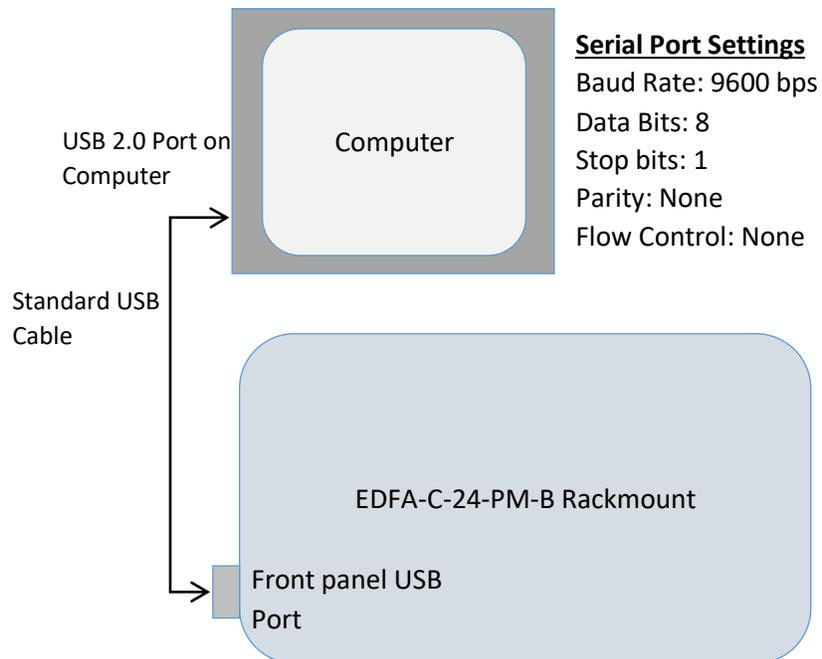 Serial Port Settings
Baud Rate: 9600 bps
Data Bits: 8
Stop bits: 1
Parity: None
Flow Control: None
USB 2.0 Port on
Computer
Computer
Standard USB
Cable
EDFA-C-24-PM-B Rackmount
Front panel USB
Port